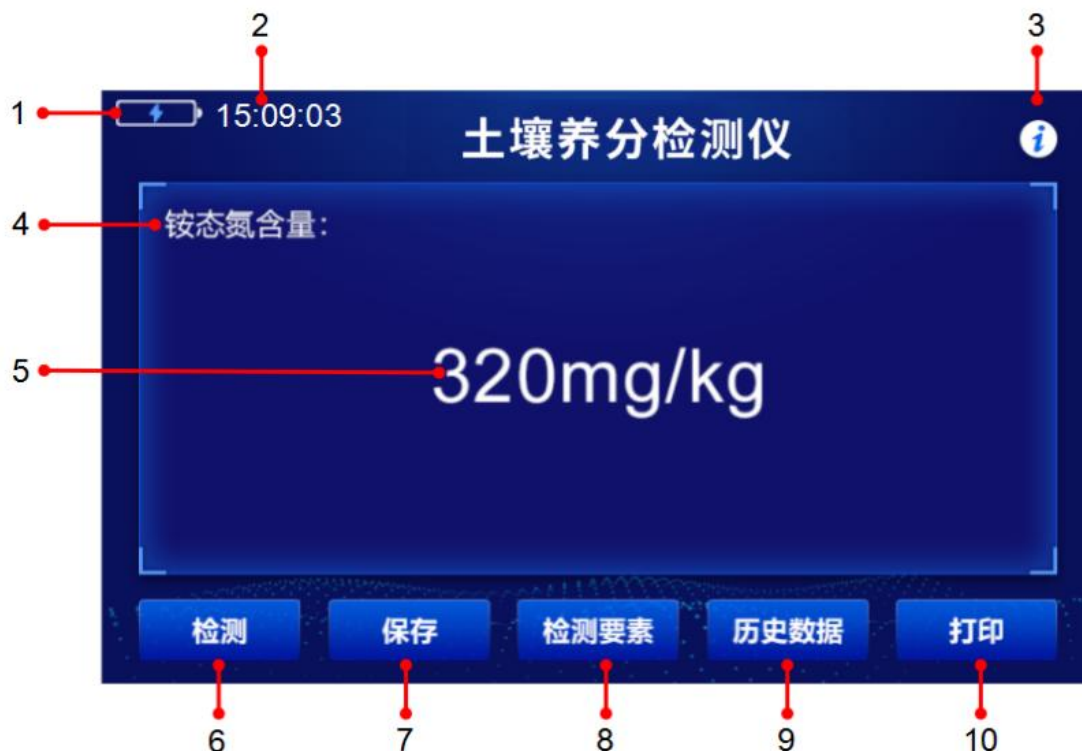 2
3
1
15:09:03
土壤养分检测仪
i
4
铵态氮含量：
5
320mg/kg
检测
保存
检测要素
历史数据
打印
6
7
8
9
10